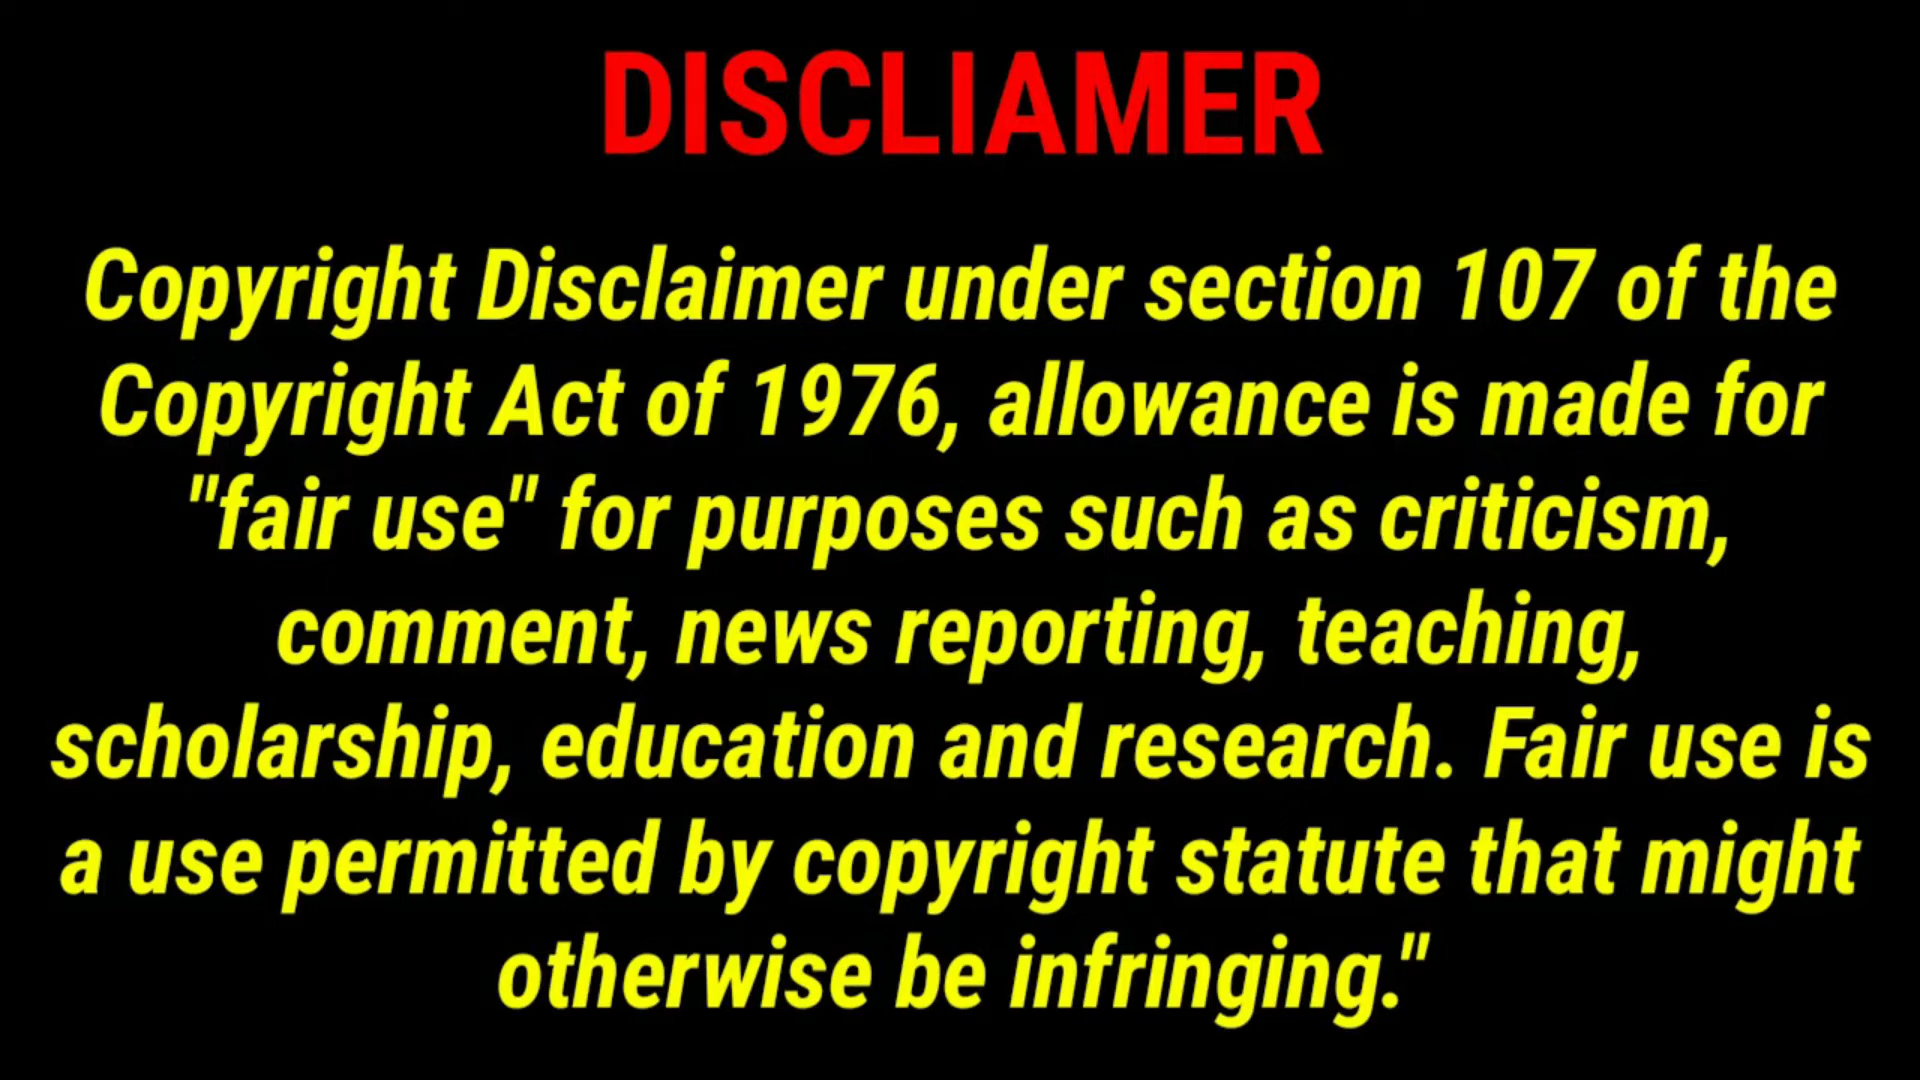 DISCLIAMER
Copyright Disclaimer under section 107 of the
Copyright Act of 1976, allowance is made for
"fair use" for purposes such as criticism,
comment, news reporting, teaching,
scholarship, education and research. Fair use is
a use permitted by copyright statute that might
otherwise be infringing."